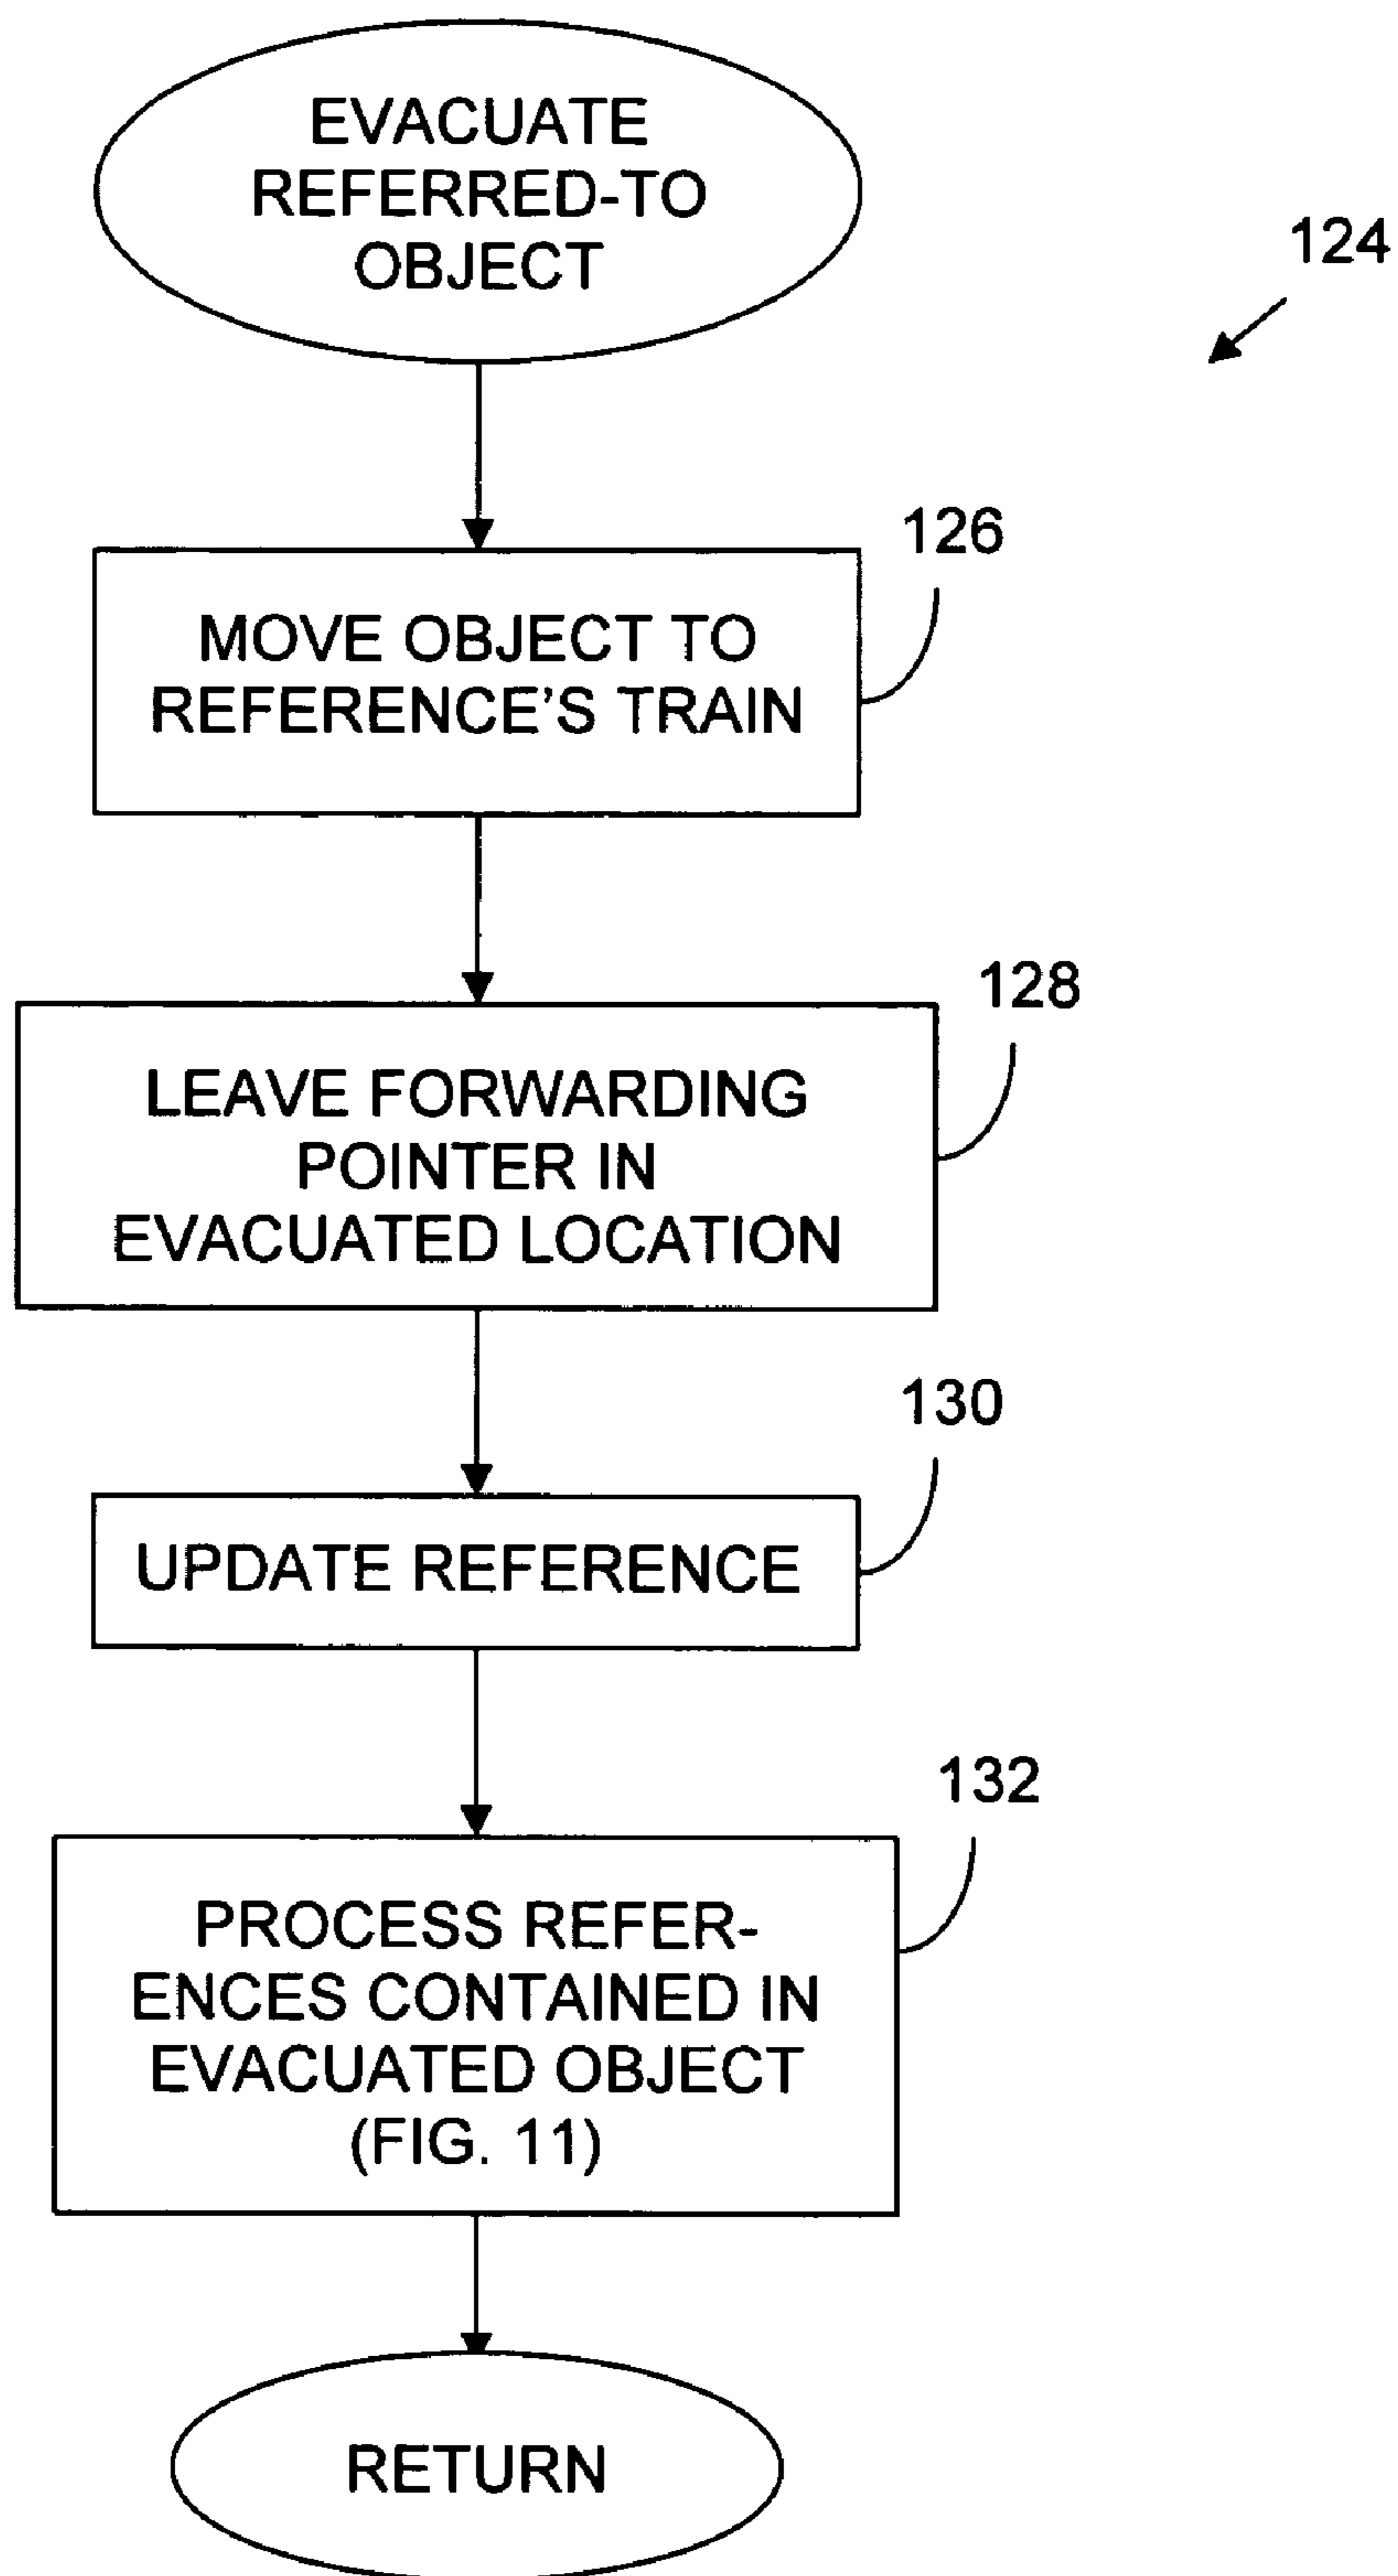 EVACUATE
REFERRED-TO
OBJECT
124
126
MOVE OBJECT TO
REFERENCE'S TRAIN
128
LEAVE FORWARDING
POINTER IN
EVACUATED LOCATION
130
UPDATE REFERENCE
132
PROCESS REFER-
ENCES CONTAINED IN
EVACUATED OBJECT
(FIG. 11)
RETURN